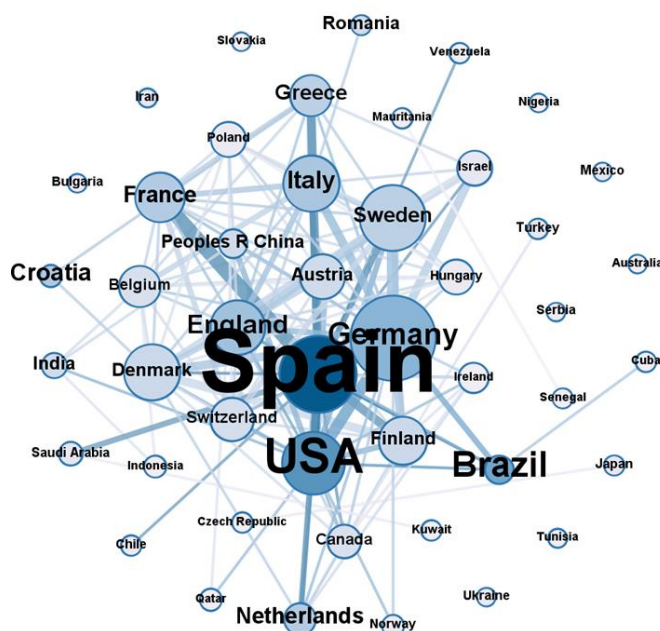 Romania
Slovakia
Venezuela
Iran
Greece
Nigeria
Mauritania
Poland
Israel
Mexico
Bulgaria
Italy
France
Sweden
Turkey
Peoples R China
Croatia
Austria
Hungary
Australia
Belgium
Serbia
England
Germany
Cuba
India
Denmark
Spain
Ireland
Senegal
Switzerland
Finland
Saudi Arabia
Indonesia
USA
Brazil
Japan
Czech Republic
Kuwait
Canada
Chile
Tunisia
Qatar
Ukraine
Netherlands
Norway